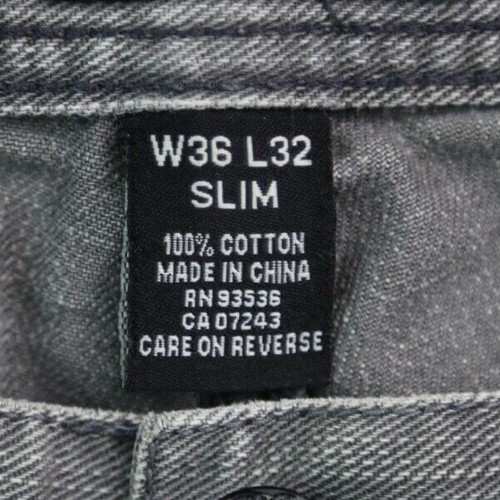 W36 L32
SLIM
100% COTTON
MADE IN CHINA
RN 93536
CA 07243
CARE ON REVERSE